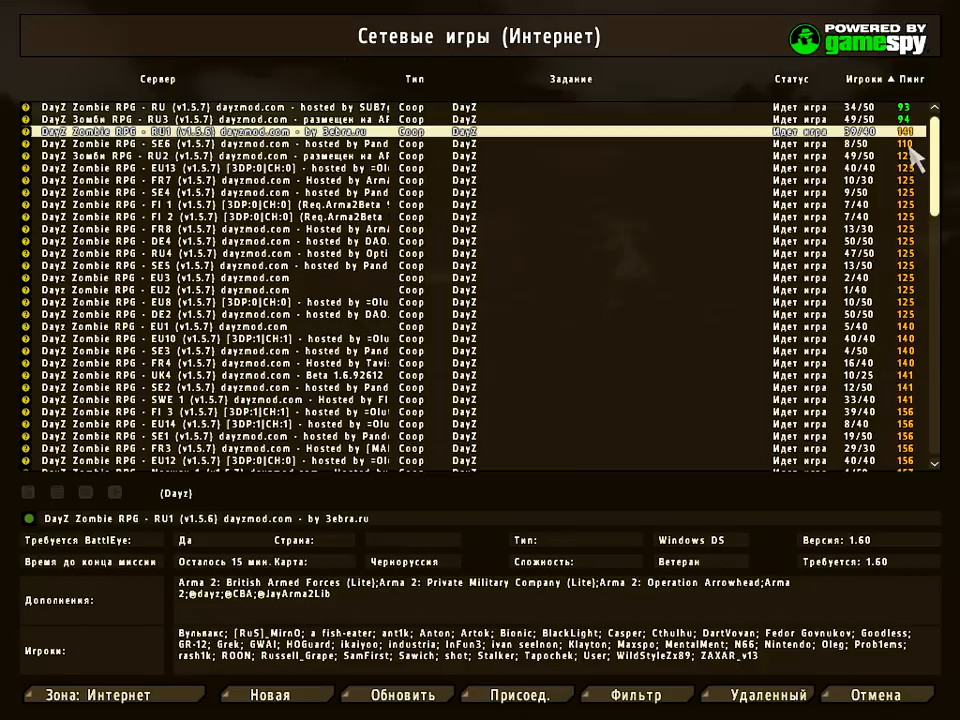 Сетевые игры (Интернет)
POWERED BY
gamespy
Сервер Тип Задание Статус Игроки Пинг
DayZ Zombie RPG - RU (v1.5.7) dayzmod.com - hosted by SUB7 Coop DayZ Идет игра 34/50 93
DayZ Зомби RPG - RU3 (v1.5.7) dayzmod.com - размещен на AF Coop DayZ Идет игра 49/50 94
DayZ Zombie RPG - RU1 (v1.5.6) dayzmod.com - by 3ebra.ru Coop DayZ Идет игра 39/40 141
DayZ Zombie RPG - SE6 (v1.5.7) dayzmod.com - hosted by Pand Coop DayZ Идет игра 8/50 110
DayZ Зомби RPG - RU2 (v1.5.7) dayzmod.com - размещен на AF Coop DayZ Идет игра 49/50
DayZ Zombie RPG - EU13 (v1.5.7) [3DP:0|CH:0] - hosted by =Olu Coop DayZ Идет игра 40/40 125
DayZ Zombie RPG - FR7 (v1.5.7) dayzmod.com - Hosted by Arma Coop DayZ Идет игра 10/30 125
DayZ Zombie RPG - SE4 (v1.5.7) dayzmod.com - hosted by Pand Coop DayZ Идет игра 9/50 125
DayZ Zombie RPG - FI 1 (v1.5.7) [3DP:0|CH:0] (Req.Arma2Beta Coop DayZ Идет игра 7/40 125
DayZ Zombie RPG - FI 2 (v1.5.7) [3DP:0|CH:0] (Req.Arma2Beta Coop DayZ Идет игра 7/40 125
DayZ Zombie RPG - FR8 (v1.5.7) dayzmod.com - Hosted by Arm Coop DayZ Идет игра 13/30 125
DayZ Zombie RPG - DE4 (v1.5.7) dayzmod.com - hosted by DAO. Coop DayZ Идет игра 50/50 125
DayZ Zombie RPG - RU4 (v1.5.7) dayzmod.com - hosted by Opti Coop DayZ Идет игра 47/50 125
DayZ Zombie RPG - SE5 (v1.5.7) dayzmod.com - hosted by Pand Coop DayZ Идет игра 13/50 125
DayZ Zombie RPG - EU3 (v1.5.7) dayzmod.com Coop DayZ Идет игра 2/40 125
DayZ Zombie RPG - EU2 (v1.5.7) dayzmod.com Coop DayZ Идет игра 1/40 125
DayZ Zombie RPG - EU8 (v1.5.7) [3DP:0|CH:0] - hosted by =Olu Coop DayZ Идет игра 10/50 125
DayZ Zombie RPG - DE2 (v1.5.7) dayzmod.com - hosted by DAO. Coop DayZ Идет игра 50/50 125
Dayz Zombie RPG - EU1 (v1.5.7) dayzmod.com Coop DayZ Идет игра 5/40 140
DayZ Zombie RPG - EU10 (v1.5.7) [3DP:1|CH:1] - hosted by =Olu Coop DayZ Идет игра 40/40 140
DayZ Zombie RPG - SE3 (v1.5.7) dayzmod.com - hosted by Pand Coop DayZ Идет игра 4/50 140
DayZ Zombie RPG - FR4 (v1.5.7) dayzmod.com - Hosted by Tavis Coop DayZ Идет игра 16/40 140
DayZ Zombie RPG - UK4 (v1.5.7) dayzmod.com - Beta 1.6.92612 Coop DayZ Идет игра 10/25 141
DayZ Zombie RPG - SE2 (v1.5.7) dayzmod.com - hosted by Pand Coop DayZ Идет игра 12/50 141
DayZ Zombie RPG - SWE 1 (v1.5.7) dayzmod.com - Hosted by FI Coop DayZ Идет игра 33/40 141
DayZ Zombie RPG - FI 3 (v1.5.7) [3DP:1|CH:1] - hosted by =Olu Coop DayZ Идет игра 39/40 156
DayZ Zombie RPG - EU14 (v1.5.7) [3DP:1|CH:1] - hosted by =Olu Coop DayZ Идет игра 8/40 156
DayZ Zombie RPG - SE1 (v1.5.7) dayzmod.com - hosted by Pand Coop DayZ Идет игра 19/50 156
DayZ Zombie RPG - FR3 (v1.5.7) dayzmod.com - Hosted by [MA Coop DayZ Идет игра 29/30 156
DayZ Zombie RPG - EU12 (v1.5.7) [3DP:0|CH:0] - hosted by =Olu Coop DayZ Идет игра 40/40 156
(Dayz)
DayZ Zombie RPG - RU1 (v1.5.6) dayzmod.com - by 3ebra.ru
Требуется BattlEye: Да Страна: Тип: Windows DS Версия: 1.60
Время до конца миссии Осталось 15 мин. Карта: Черноруссия Сложность: Ветеран Требуется: 1.60
Дополнения:
Arma 2: British Armed Forces (Lite);Arma 2: Private Military Company (Lite);Arma 2: Operation Arrowhead;Arma
2;@dayz;@CBA;@JayArma2Lib
Игроки:
Вульвакс; [RuS]_MirnO; a fish-eater; ant1k; Anton; Artok; Bionic; BlackLight; Casper; Cthulhu; DartVovan; Fedor Govnukov; Goodless;
GR-12; Grek; GWAI; HOGuard; ikaiyoo; industria; InFun3; ivan seelnon; Klayton; Maxspo; MentalMent; N66; Nintendo; Oleg; Prob1ems;
rash1k; ROON; Russell_Grape; SamFirst; Sawich; shot; Stalker; Tapochek; User; WildStyleZx89; ZAXAR_v13
Зона: Интернет Новая Обновить Присоед. Фильтр Удаленный Отмена